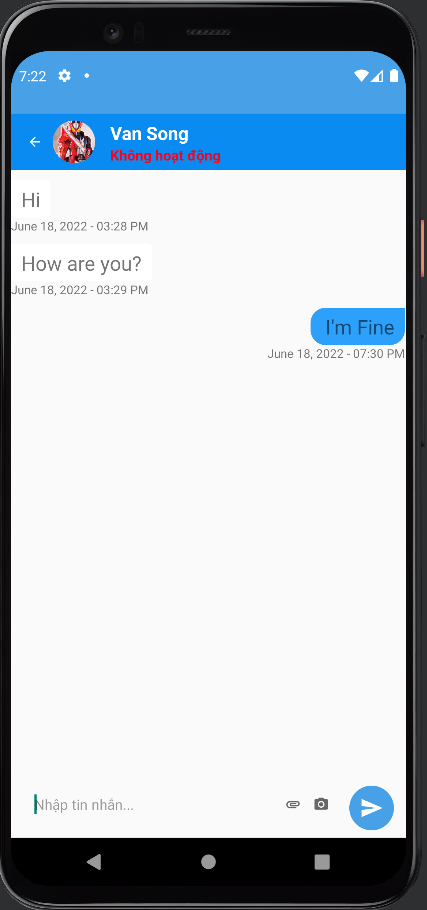 7:22
Van Song
Không hoạt động
Hi
June 18, 2022 - 03:28 PM
How are you?
June 18, 2022 - 03:29 PM
I'm Fine
June 18, 2022 - 07:30 PM
Nhập tin nhắn...